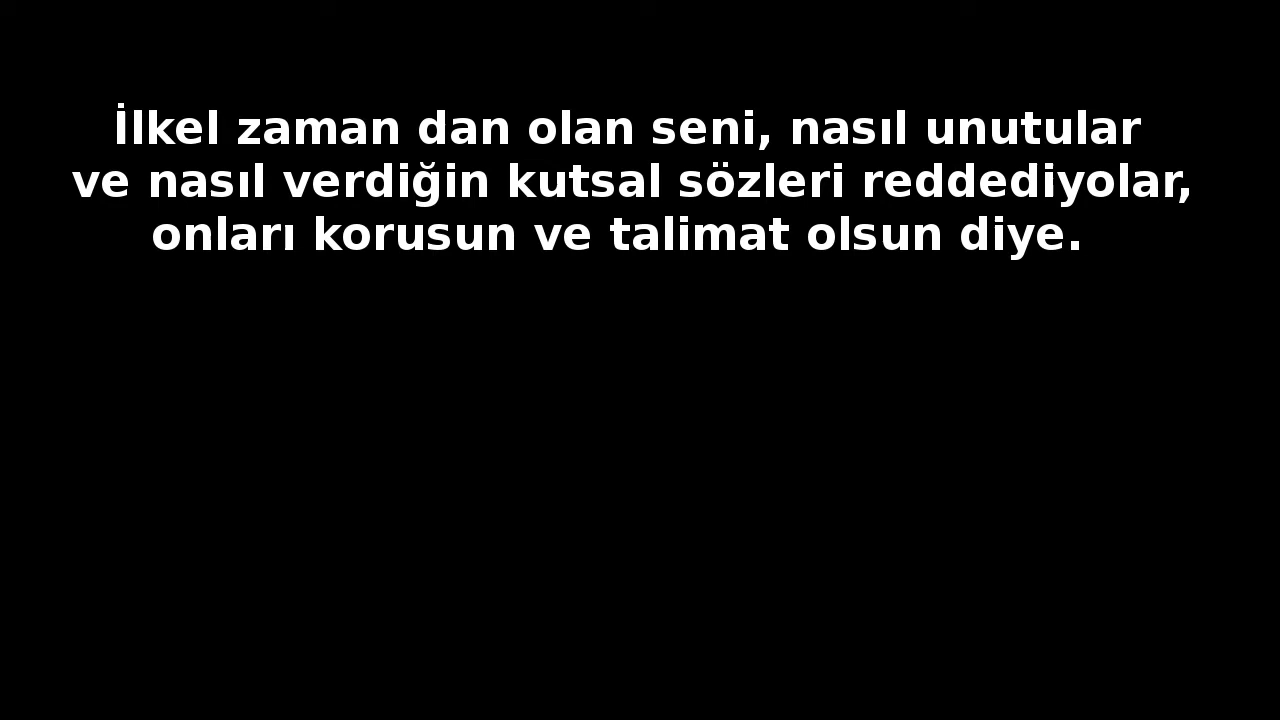 İlkel zaman dan olan seni, nasıl unutular
ve nasıl verdiğin kutsal sözleri reddediyolar,
onları korusun ve talimat olsun diye.